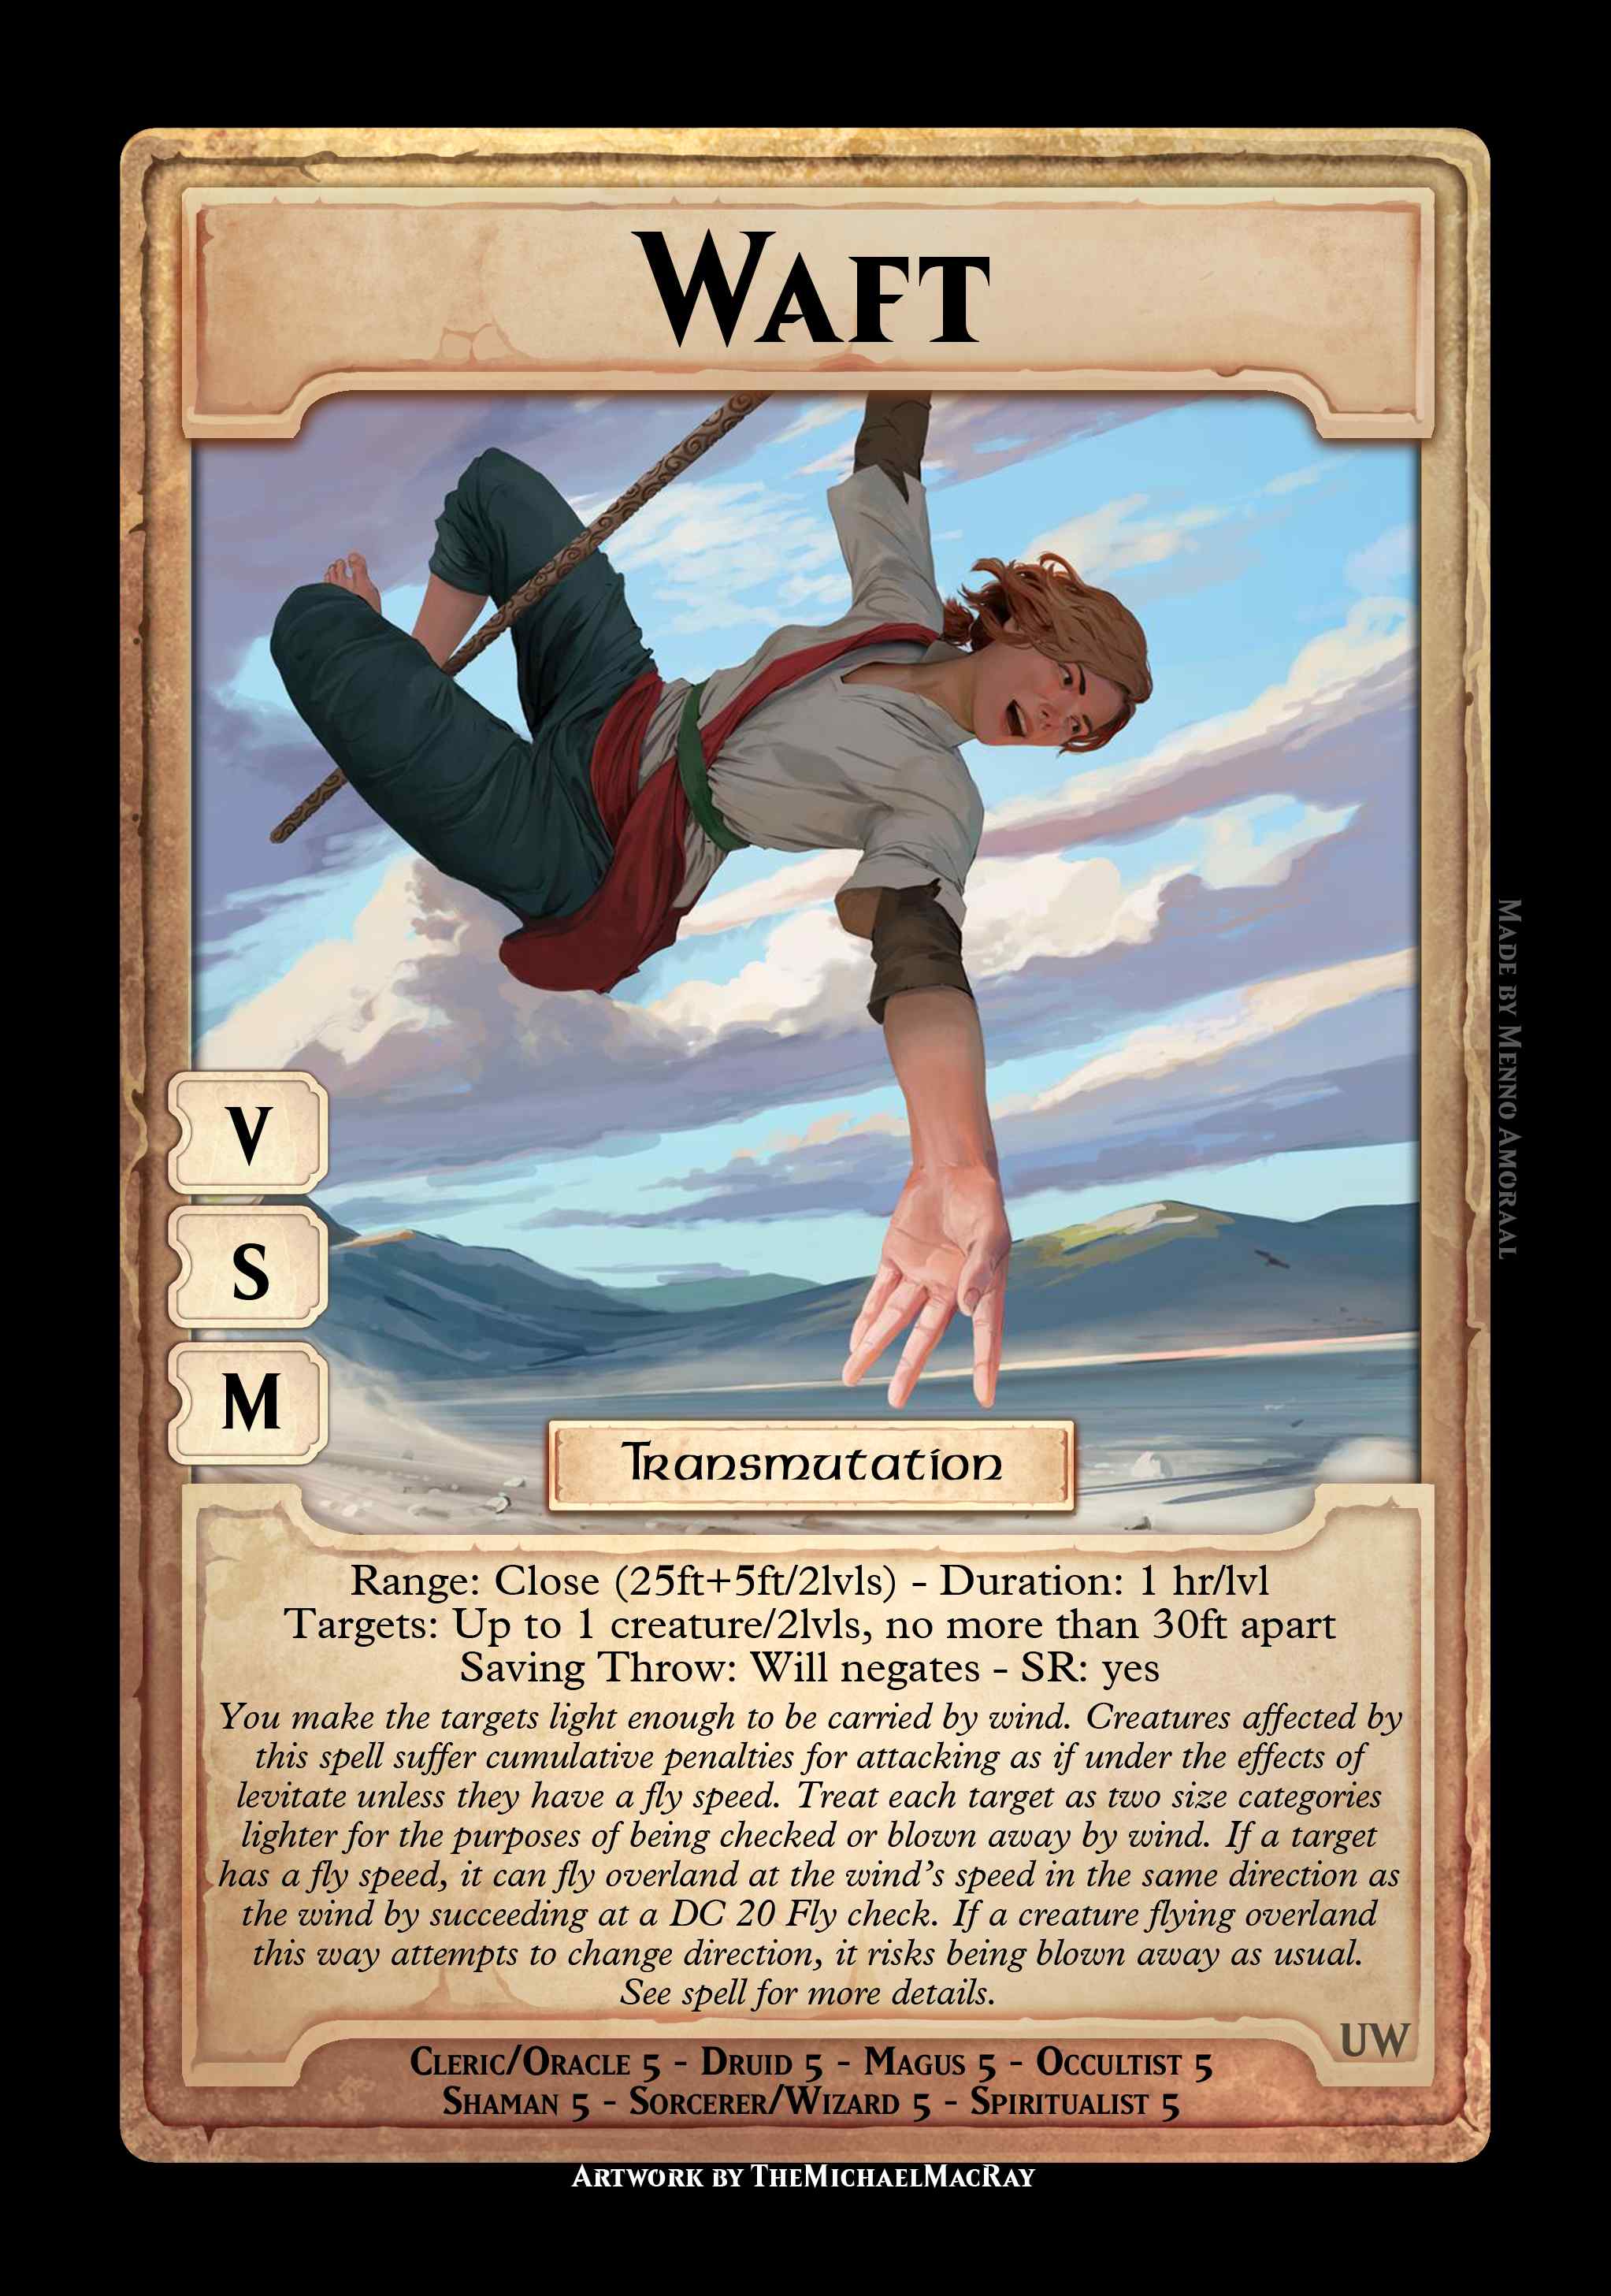 Waft
V
S
M
Transmutation
Range: Close (25ft+5ft/2lvls) - Duration: 1 hr/lvl
Targets: Up to 1 creature/2lvls, no more than 30ft apart
Saving Throw: Will negates - SR: yes
You make the targets light enough to be carried by wind. Creatures affected by
this spell suffer cumulative penalties for attacking as if under the effects of
levitate unless they have a fly speed. Treat each target as two size categories
lighter for the purposes of being checked or blown away by wind. If a target
has a fly speed, it can fly overland at the wind's speed in the same direction as
the wind by succeeding at a DC 20 Fly check. If a creature flying overland
this way attempts to change direction, it risks being blown away as usual.
See spell for more details.
UW
Cleric/Oracle 5 - Druid 5 - Magus 5 - Occultist 5
Shaman 5 - Sorcerer/Wizard 5 - Spiritualist 5
Artwork by TheMichaelMacRay
Made by Menno Amoraal